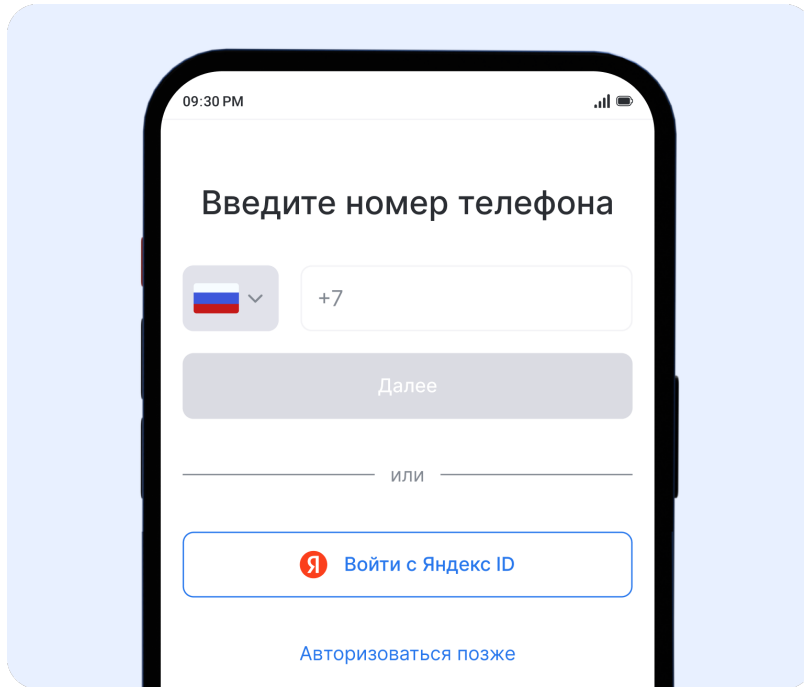 09:30 PM
Введите номер телефона
+7
Далее
или
Я Войти с Яндекс ID
Авторизоваться позже